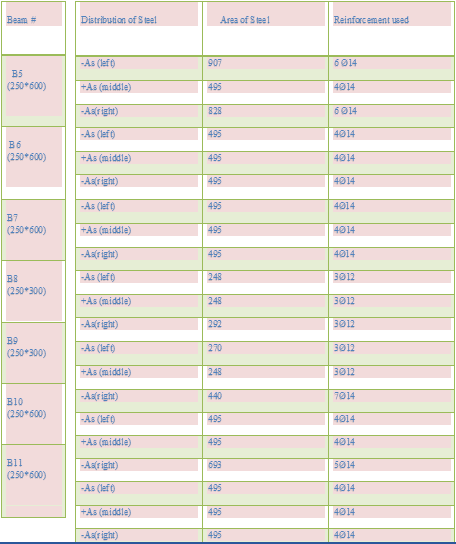 Beam # Distribution of Steel Area of Steel Reinforcement used
B5
(250*600)
-As (left) 907 6 Ø14
+As (middle) 495 4Ø14
-As(right) 828 6 Ø14
B6
(250*600)
-As (left) 495 4Ø14
+As (middle) 495 4Ø14
-As(right) 495 4Ø14
B7
(250*600)
-As (left) 495 4Ø14
+As (middle) 495 4Ø14
-As(right) 495 4Ø14
B8
(250*300)
-As (left) 248 3Ø12
+As (middle) 248 3Ø12
-As(right) 292 3Ø12
B9
(250*300)
-As (left) 270 3Ø12
+As (middle) 248 3Ø12
-As(right) 440 7Ø14
B10
(250*600)
-As (left) 495 4Ø14
+As (middle) 495 4Ø14
-As(right) 693 5Ø14
B11
(250*600)
-As (left) 495 4Ø14
+As (middle) 495 4Ø14
-As(right) 495 4Ø14